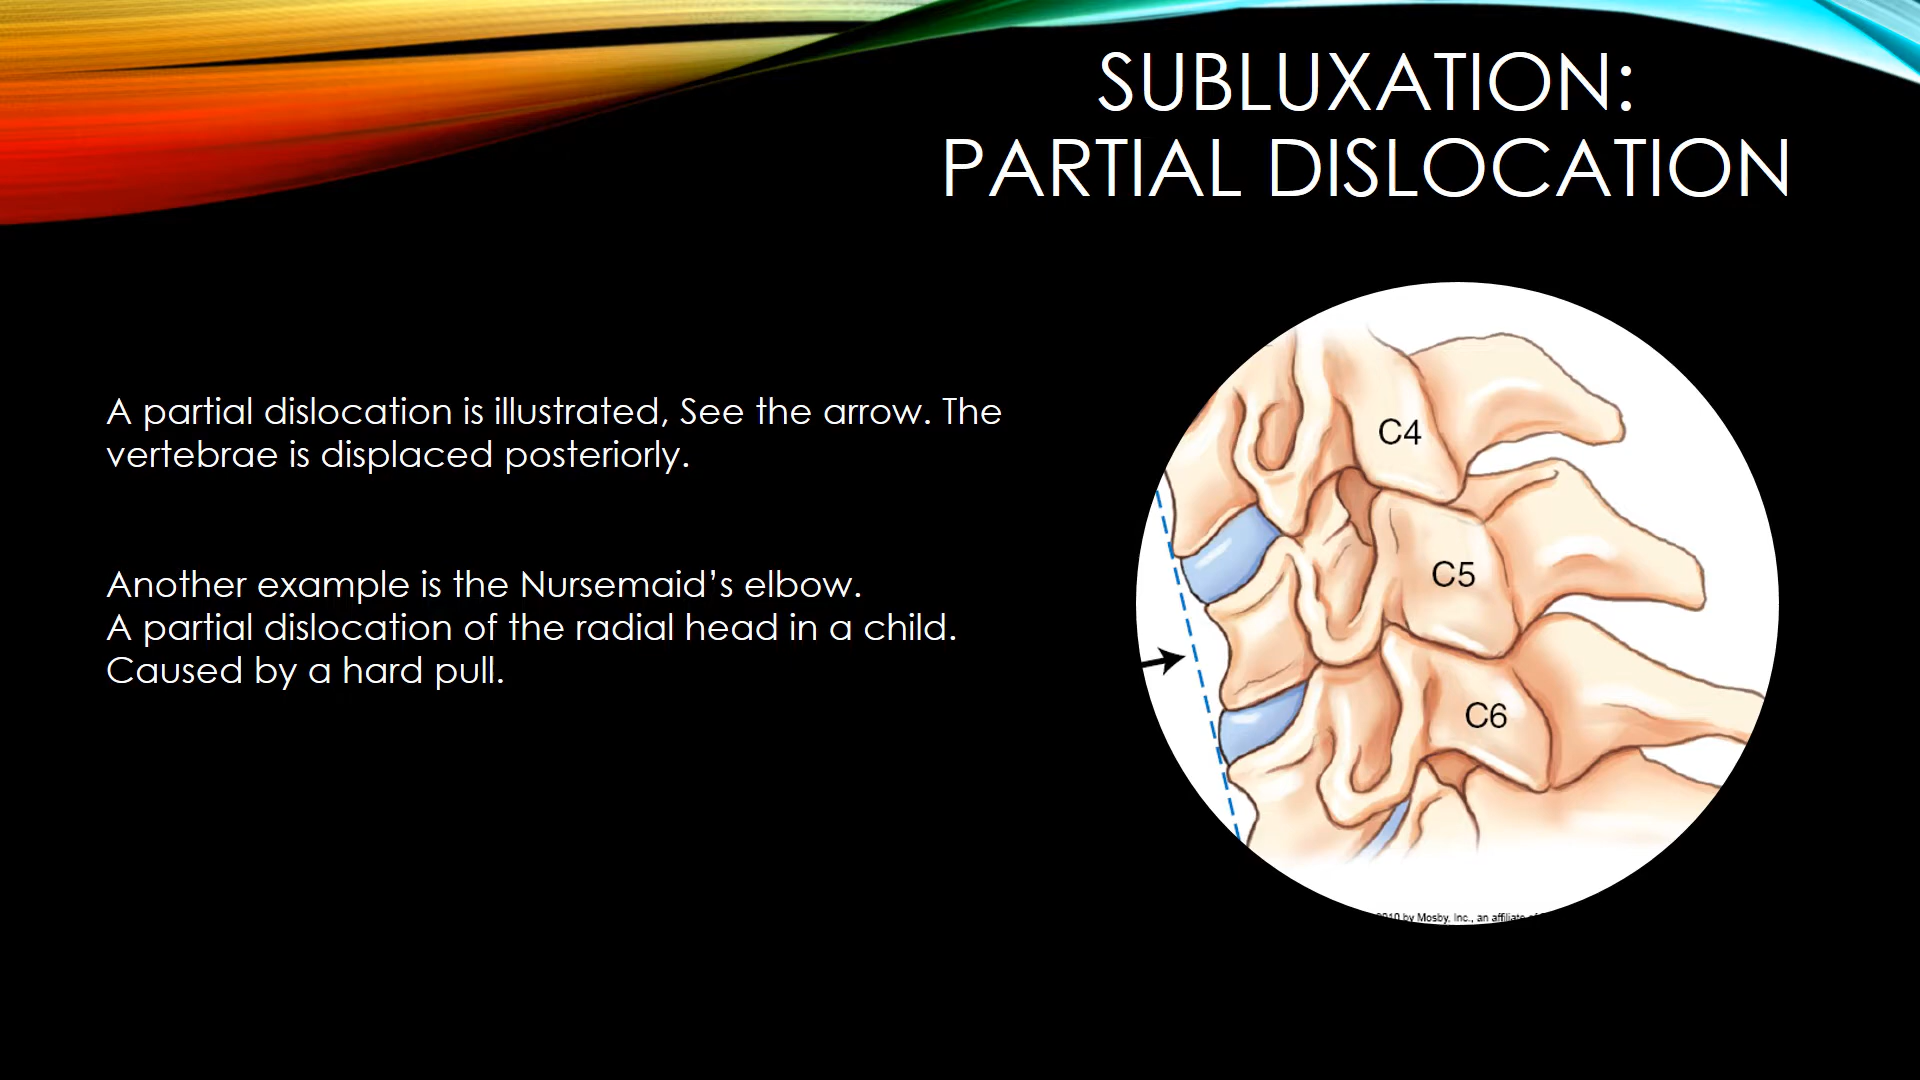 SUBLUXATION:
PARTIAL DISLOCATION
A partial dislocation is illustrated, See the arrow. The
vertebrae is displaced posteriorly.
Another example is the Nursemaid’s elbow.
A partial dislocation of the radial head in a child.
Caused by a hard pull.
C4
C5
C6
by Mosby, Inc., an affiliate